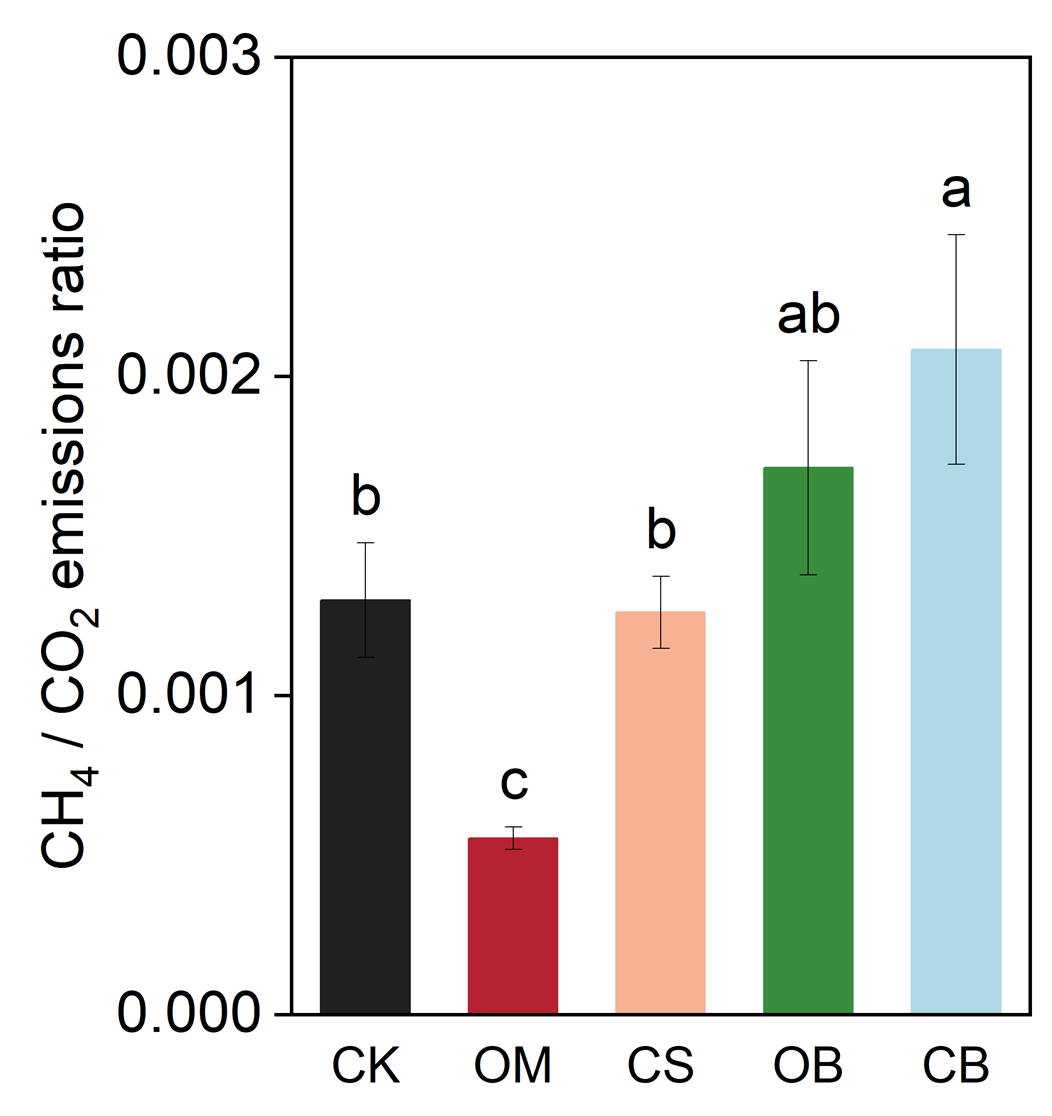 0.003
0.002
0.001
0.000
CH₄ / CO₂ emissions ratio
b
c
b
ab
a
CK OM CS OB CB